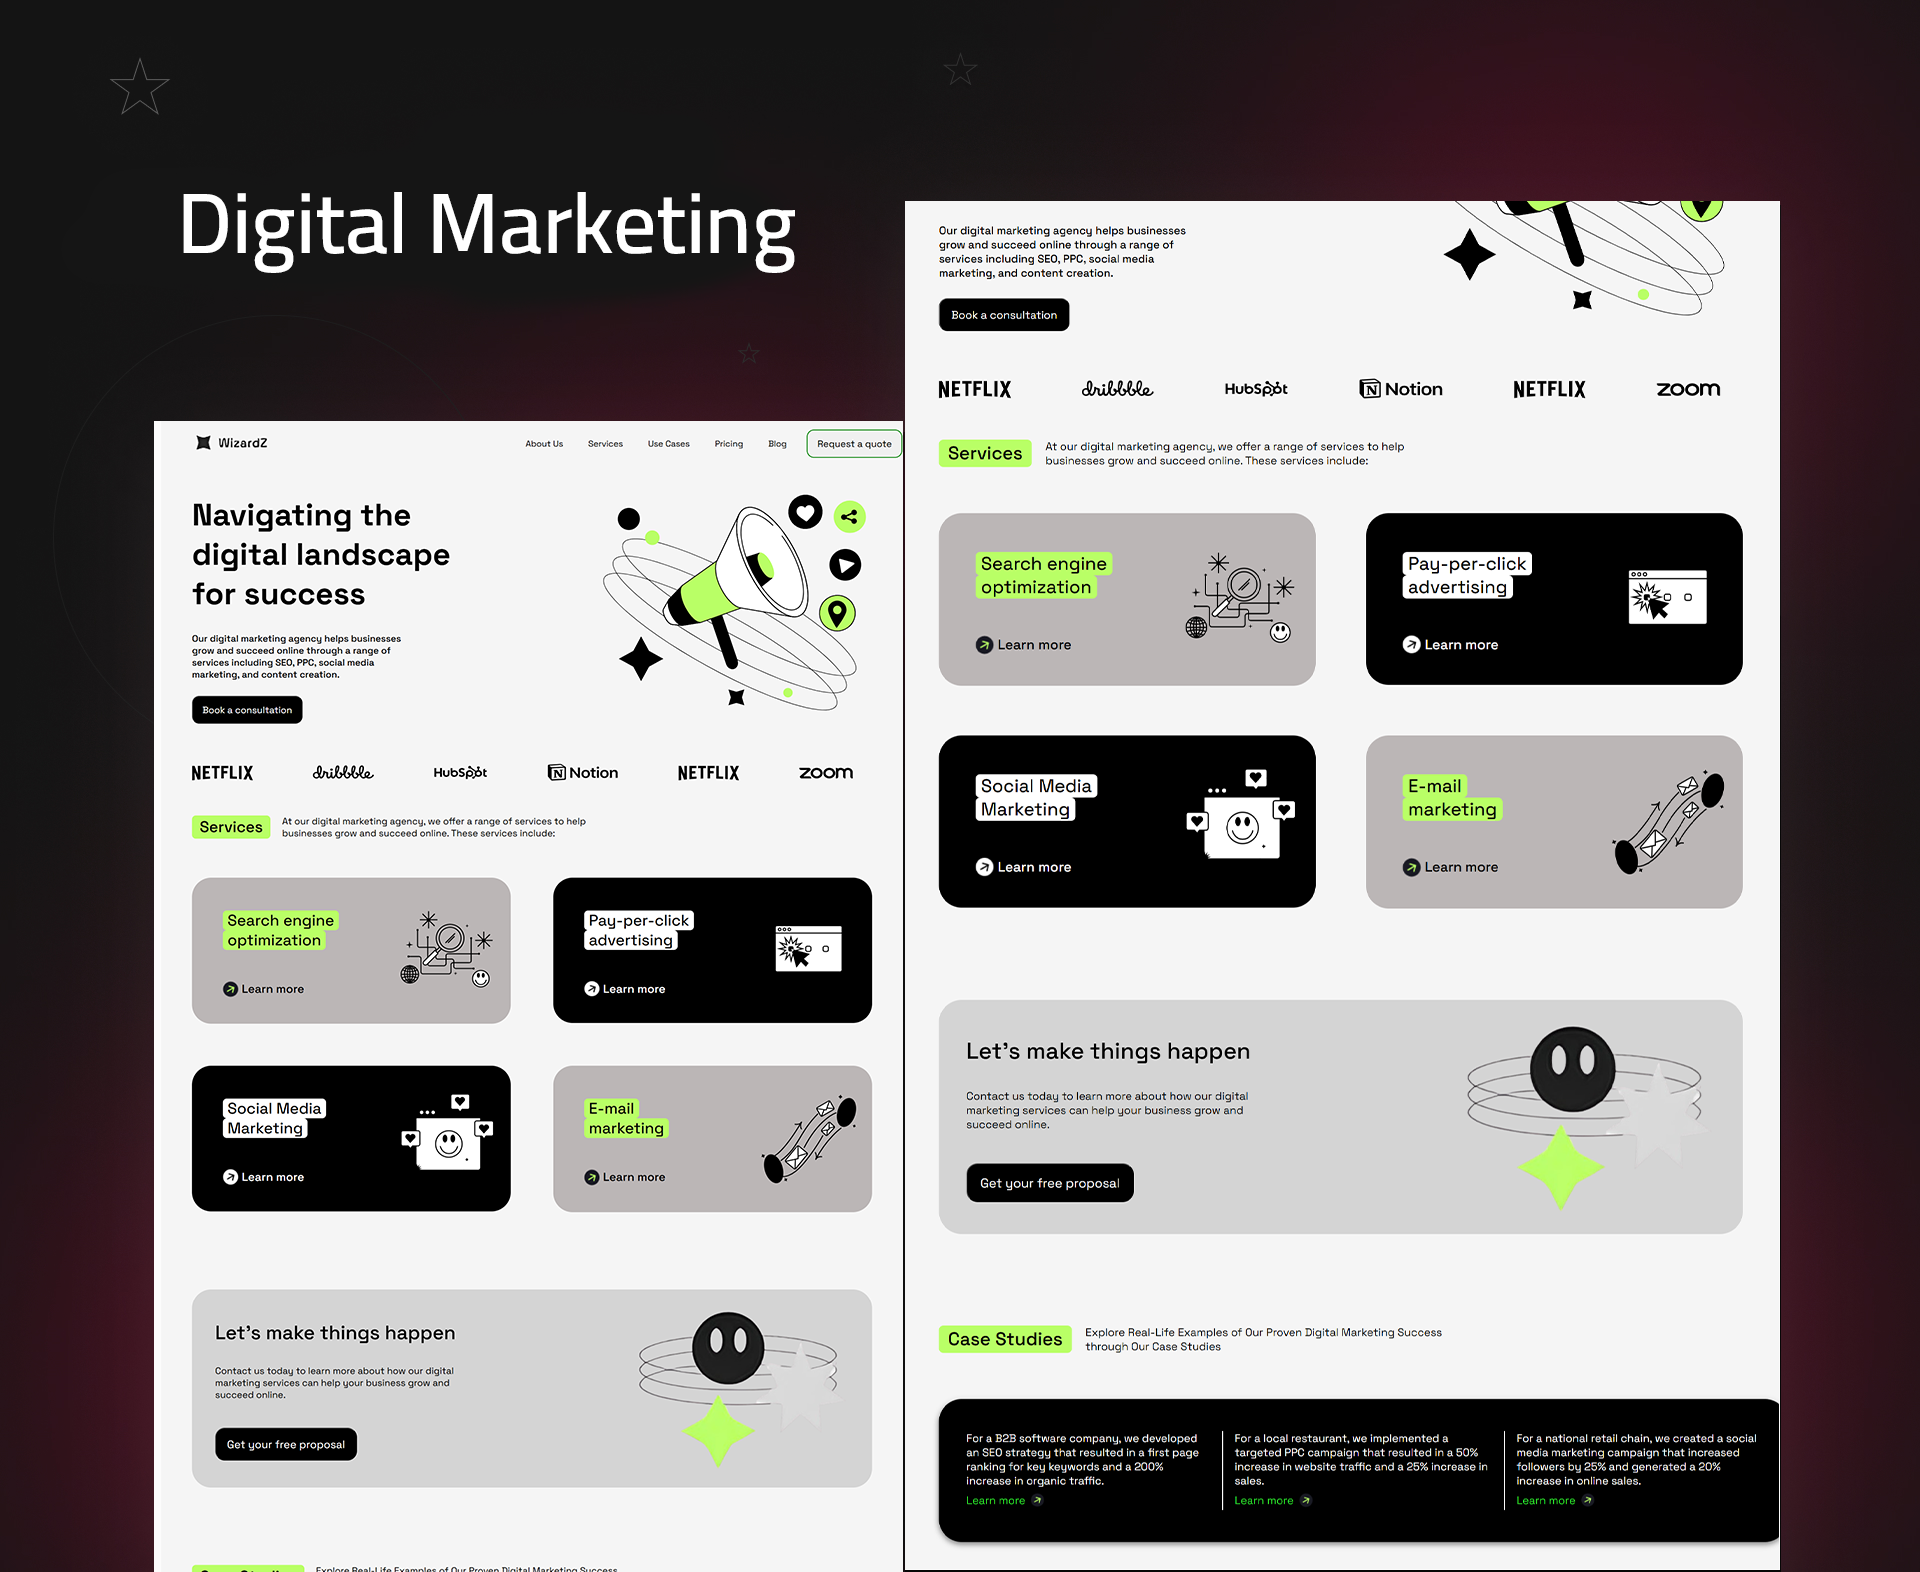 Digital Marketing
WizardZ
About Us
Services
Use Cases
Pricing
Blog
Request a quote
Navigating the
digital landscape
for success
Our digital marketing agency helps businesses
grow and succeed online through a range of
services including SEO, PPC, social media
marketing, and content creation.
Book a consultation
NETFLIX
dribbble
HubSpot
Notion
NETFLIX
zoom
Services
At our digital marketing agency, we offer a range of services to help
businesses grow and succeed online. These services include:
Search engine
optimization
Learn more
Pay-per-click
advertising
Learn more
Social Media
Marketing
Learn more
E-mail
marketing
Learn more
Let's make things happen
Contact us today to learn more about how our digital
marketing services can help your business grow and
succeed online.
Get your free proposal
Case Studies
Explore Real-Life Examples of Our Proven Digital Marketing Success
Our digital marketing agency helps businesses
grow and succeed online through a range of
services including SEO, PPC, social media
marketing, and content creation.
Book a consultation
NETFLIX
dribbble
HubSpot
Notion
NETFLIX
zoom
Services
At our digital marketing agency, we offer a range of services to help
businesses grow and succeed online. These services include:
Search engine
optimization
Learn more
Pay-per-click
advertising
Learn more
Social Media
Marketing
Learn more
E-mail
marketing
Learn more
Let's make things happen
Contact us today to learn more about how our digital
marketing services can help your business grow and
succeed online.
Get your free proposal
Case Studies
Explore Real-Life Examples of Our Proven Digital Marketing Success
through Our Case Studies
For a B2B software company, we developed
an SEO strategy that resulted in a first page
ranking for key keywords and a 200%
increase in organic traffic.
Learn more
For a local restaurant, we implemented a
targeted PPC campaign that resulted in a 50%
increase in website traffic and a 25% increase in
sales.
Learn more
For a national retail chain, we created a social
media marketing campaign that increased
followers by 25% and generated a 20%
increase in online sales.
Learn more